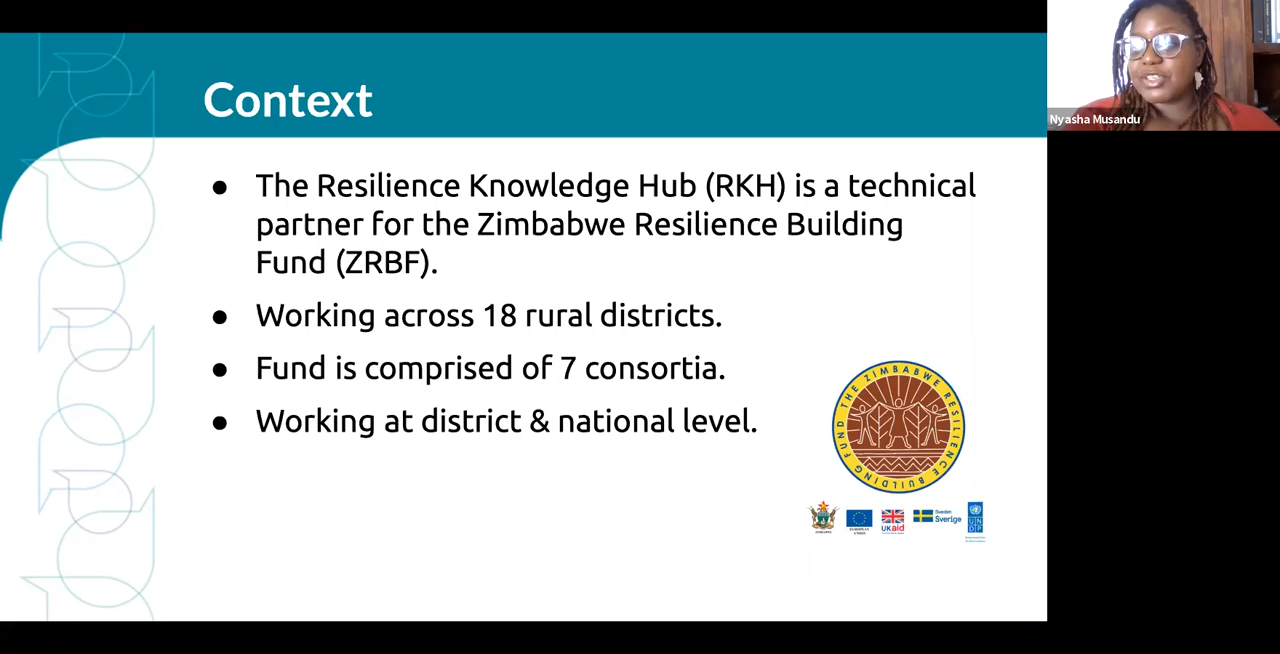 Context
● The Resilience Knowledge Hub (RKH) is a technical
partner for the Zimbabwe Resilience Building
Fund (ZRBF).
● Working across 18 rural districts.
● Fund is comprised of 7 consortia.
● Working at district & national level.
THE ZIMBABWE RESILIENCE BUILDING FUND
ZIMBABWE
EUROPEAN
UNION
UKaid
Sweden
Sverige
U N
D P
Nyasha Musandu